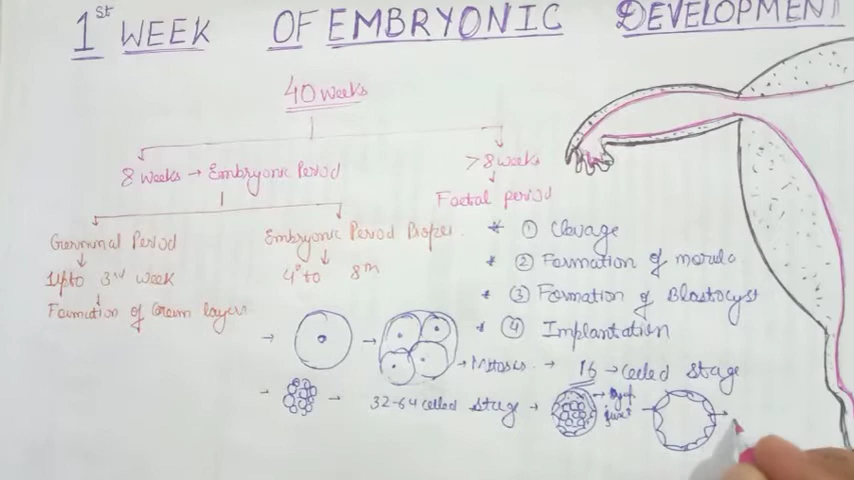 1st WEEK OF EMBRYONIC DEVELOPMENT
40 weeks
8 weeks → Embryonic Period
>8 weeks
Foetal period
Germinal Period
Upto 3rd week
Formation of Germ layers
Embryonic Period Proper
4th to 8th
* ① Clevage
* ② Formation of morula
* ③ Formation of Blastocyst
* ④ Implantation
→ → → Mitosis → 16 → celled stage
→ 32-64 celled stage →